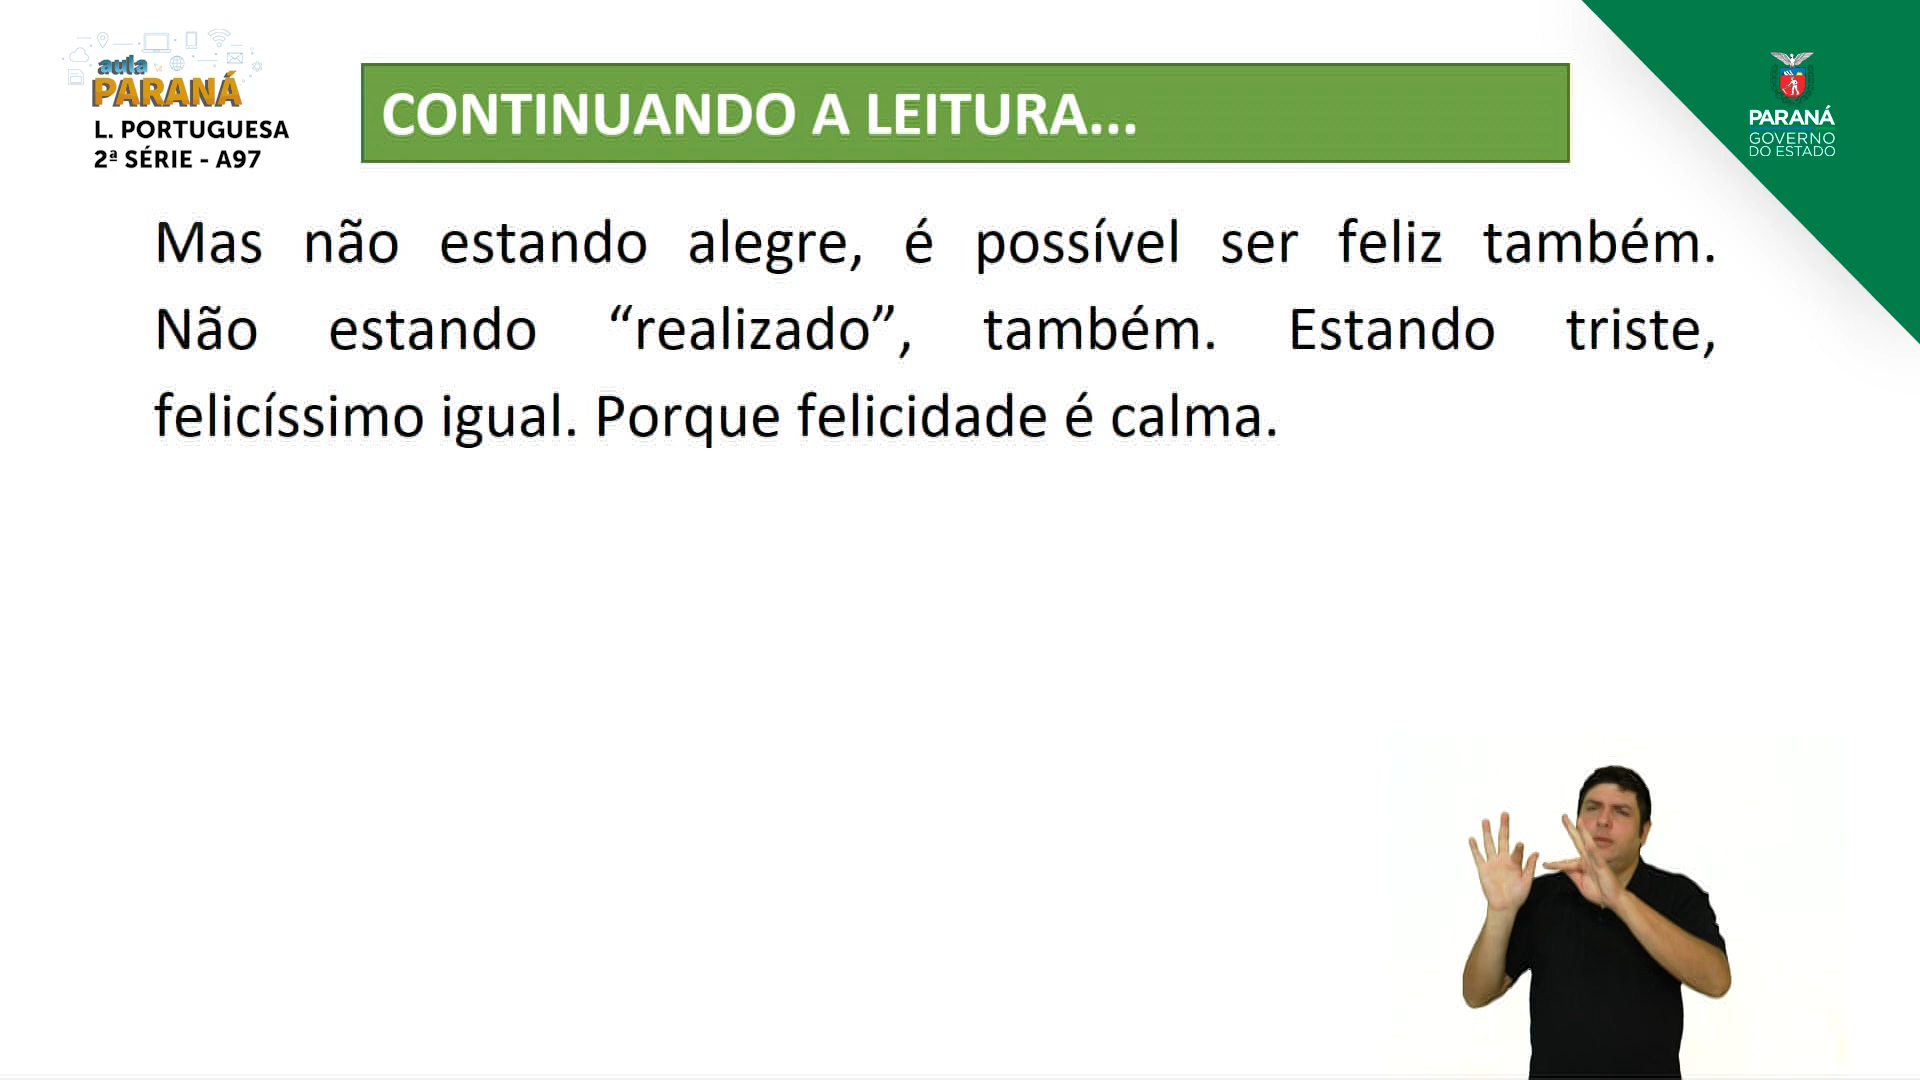 aula
PARANÁ
L. PORTUGUESA
2ª SÉRIE - A97
CONTINUANDO A LEITURA...
PARANÁ
GOVERNO
DO ESTADO
Mas não estando alegre, é possível ser feliz também.
Não estando “realizado”, também. Estando triste,
felicíssimo igual. Porque felicidade é calma.